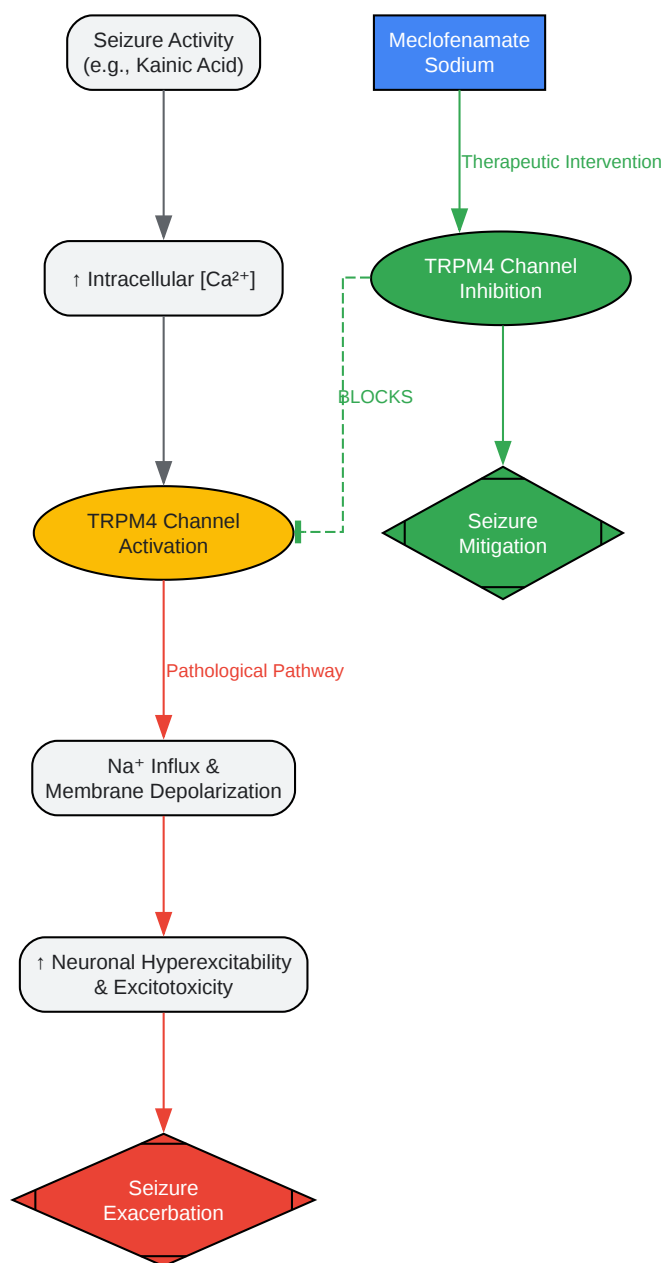 Seizure Activity
(e.g., Kainic Acid)
Meclofenamate
Sodium
Therapeutic Intervention
↑ Intracellular [Ca²⁺]
TRPM4 Channel
Inhibition
BLOCKS
TRPM4 Channel
Activation
Seizure
Mitigation
Pathological Pathway
Na⁺ Influx &
Membrane Depolarization
↑ Neuronal Hyperexcitability
& Excitotoxicity
Seizure
Exacerbation